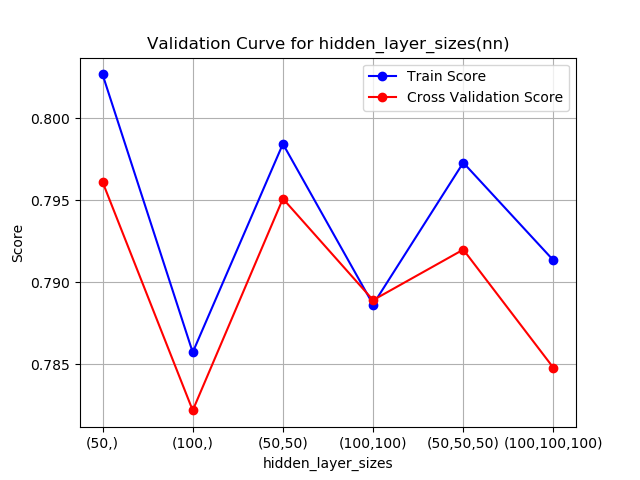 Validation Curve for hidden_layer_sizes(nn)
Train Score
Cross Validation Score
0.800
0.795
0.790
0.785
Score
(50,) (100,) (50,50) (100,100) (50,50,50) (100,100,100)
hidden_layer_sizes